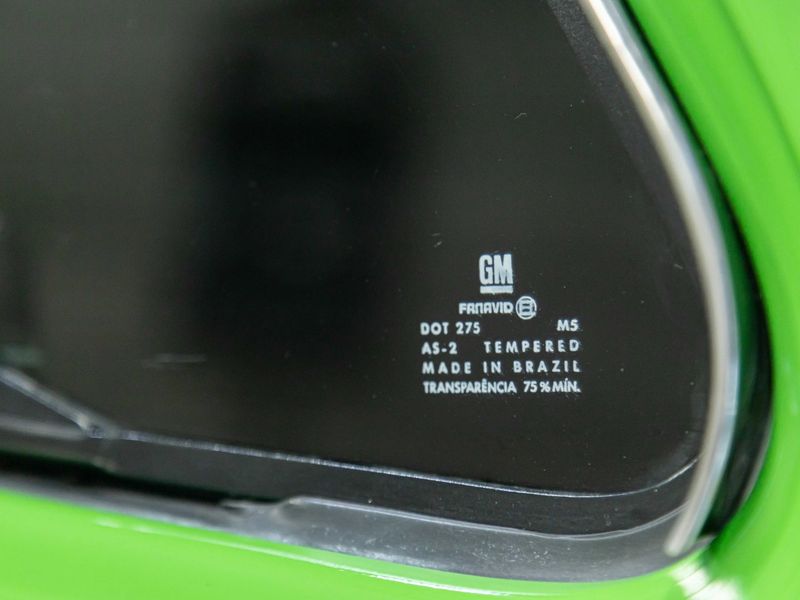 GM
FANAVID
DOT 275 M5
AS-2 TEMPERED
MADE IN BRAZIL
TRANSPARÊNCIA 75% MÍN.